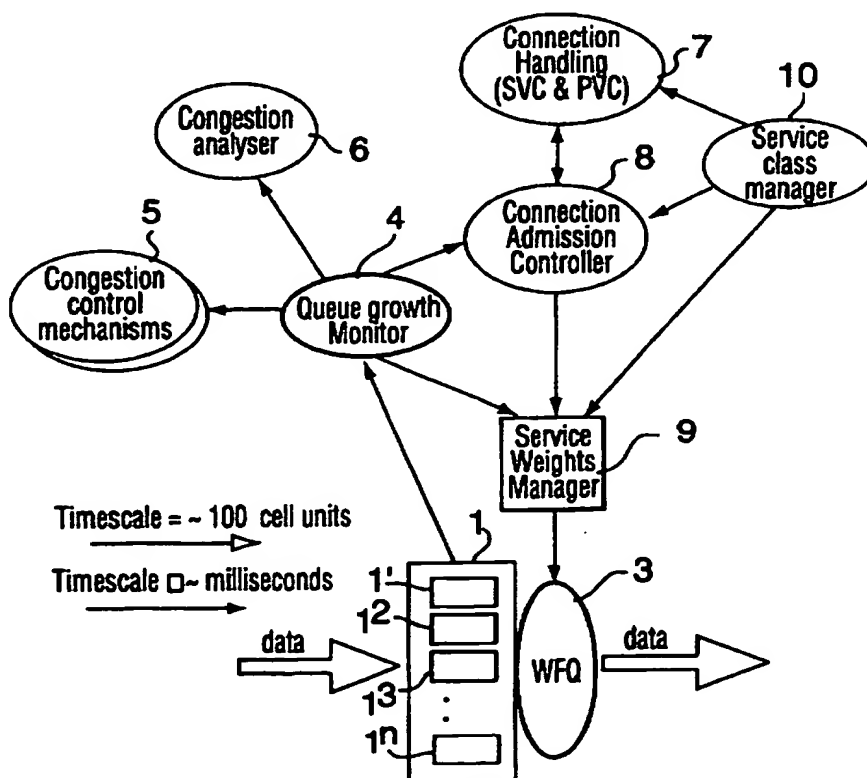 Connection
Handling
(SVC & PVC)
7
10
Service
class
manager
Congestion
analyser
6
8
Connection
Admission
Controller
5
Congestion
control
mechanisms
4
Queue growth
Monitor
Service
Weights
Manager
9
Timescale = ~ 100 cell units
Timescale □~ milliseconds
1
3
1'
1²
1³
1ⁿ
data
WFQ
data